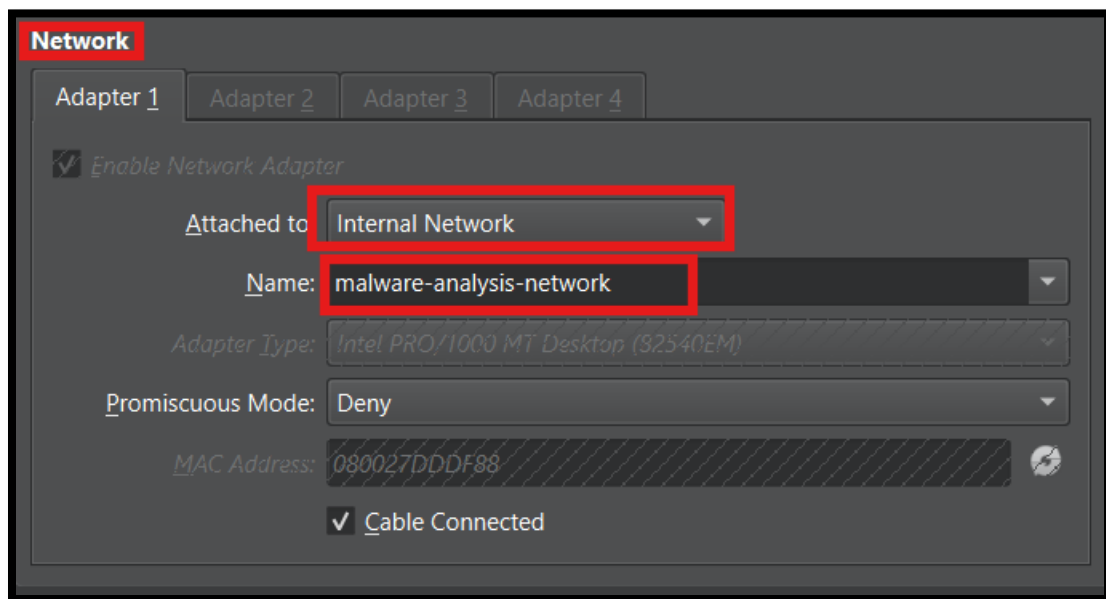 Network
Adapter 1 Adapter 2 Adapter 3 Adapter 4
Enable Network Adapter
Attached to Internal Network
Name: malware-analysis-network
Adapter Type: Intel PRO/1000 MT Desktop (82540EM)
Promiscuous Mode: Deny
MAC Address: 080027DDDF88
Cable Connected